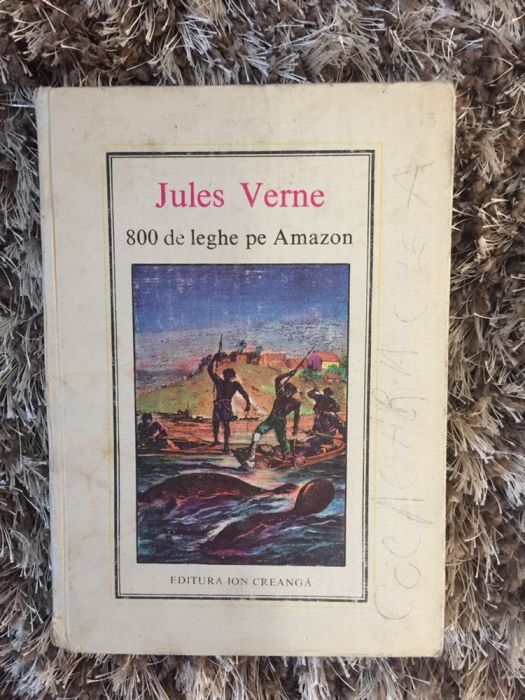 Jules Verne
800 de leghe pe Amazon
EDITURA ION CREANGĂ